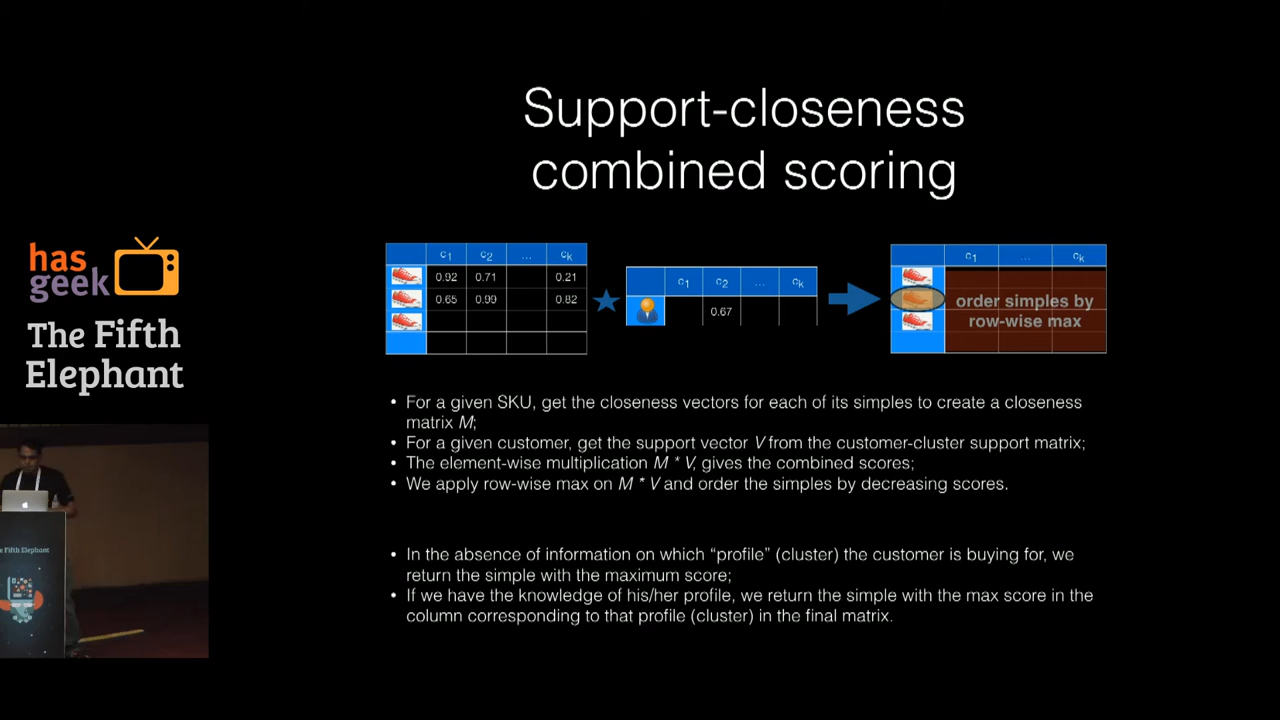 Support-closeness
combined scoring
has
geek
The Fifth
Elephant
c1 c2 ... ck
0.92 0.71 0.21
0.65 0.99 0.82
c1 c2 ... ck
0.67
c1 ... ck
order simples by
row-wise max
• For a given SKU, get the closeness vectors for each of its simples to create a closeness
matrix M;
• For a given customer, get the support vector V from the customer-cluster support matrix;
• The element-wise multiplication M * V, gives the combined scores;
• We apply row-wise max on M * V and order the simples by decreasing scores.
• In the absence of information on which “profile” (cluster) the customer is buying for, we
return the simple with the maximum score;
• If we have the knowledge of his/her profile, we return the simple with the max score in the
column corresponding to that profile (cluster) in the final matrix.
he Fifth Elephant